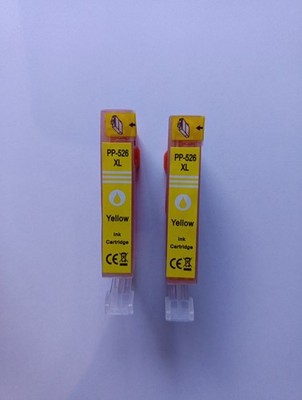 PP-526
XL
Yellow
Ink
Cartridge
CE
PP-526
XL
Yellow
Ink
Cartridge
CE